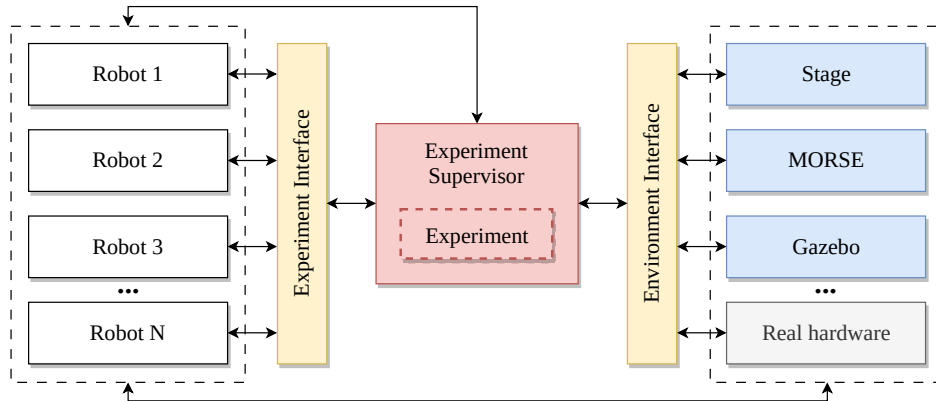 Robot 1
Robot 2
Robot 3
...
Robot N
Experiment Interface
Experiment
Supervisor
Experiment
Environment Interface
Stage
MORSE
Gazebo
...
Real hardware